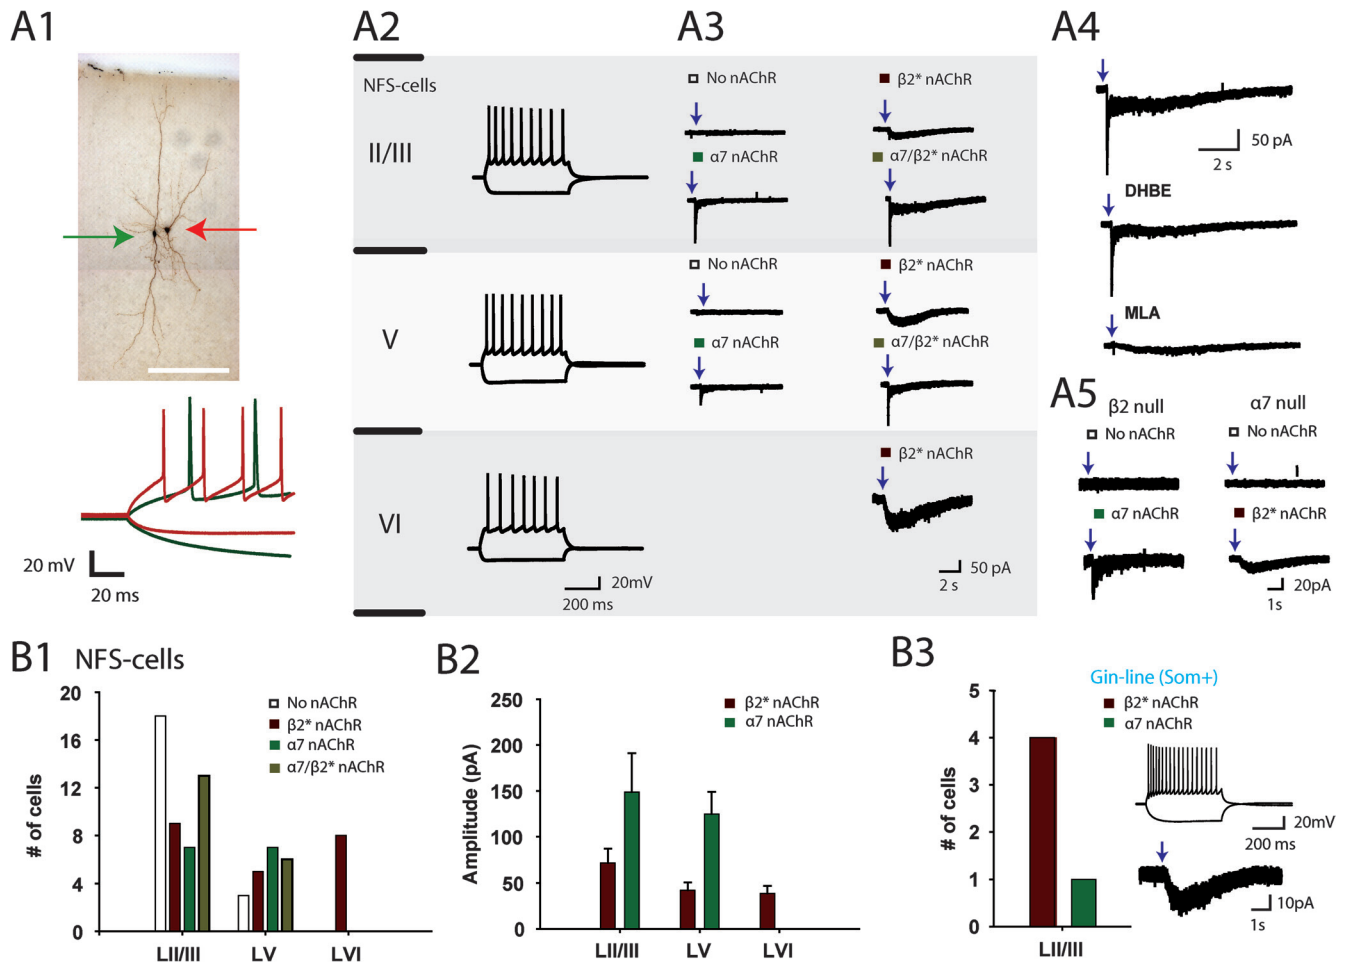 A1
20 mV
20 ms
A2
NFS-cells
II/III
V
VI
20mV
200 ms
A3
No nAChR
β2* nAChR
α7 nAChR
α7/β2* nAChR
No nAChR
β2* nAChR
α7 nAChR
α7/β2* nAChR
β2* nAChR
50 pA
2 s
A4
50 pA
2 s
DHBE
MLA
A5
β2 null
α7 null
No nAChR
No nAChR
α7 nAChR
β2* nAChR
20pA
1s
B1 NFS-cells
20
16
12
8
4
0
# of cells
No nAChR
β2* nAChR
α7 nAChR
α7/β2* nAChR
LII/III
LV
LVI
B2
250
200
150
100
50
0
Amplitude (pA)
β2* nAChR
α7 nAChR
LII/III
LV
LVI
B3
Gin-line (Som+)
β2* nAChR
α7 nAChR
5
4
3
2
1
0
# of cells
LII/III
20mV
200 ms
10pA
1s